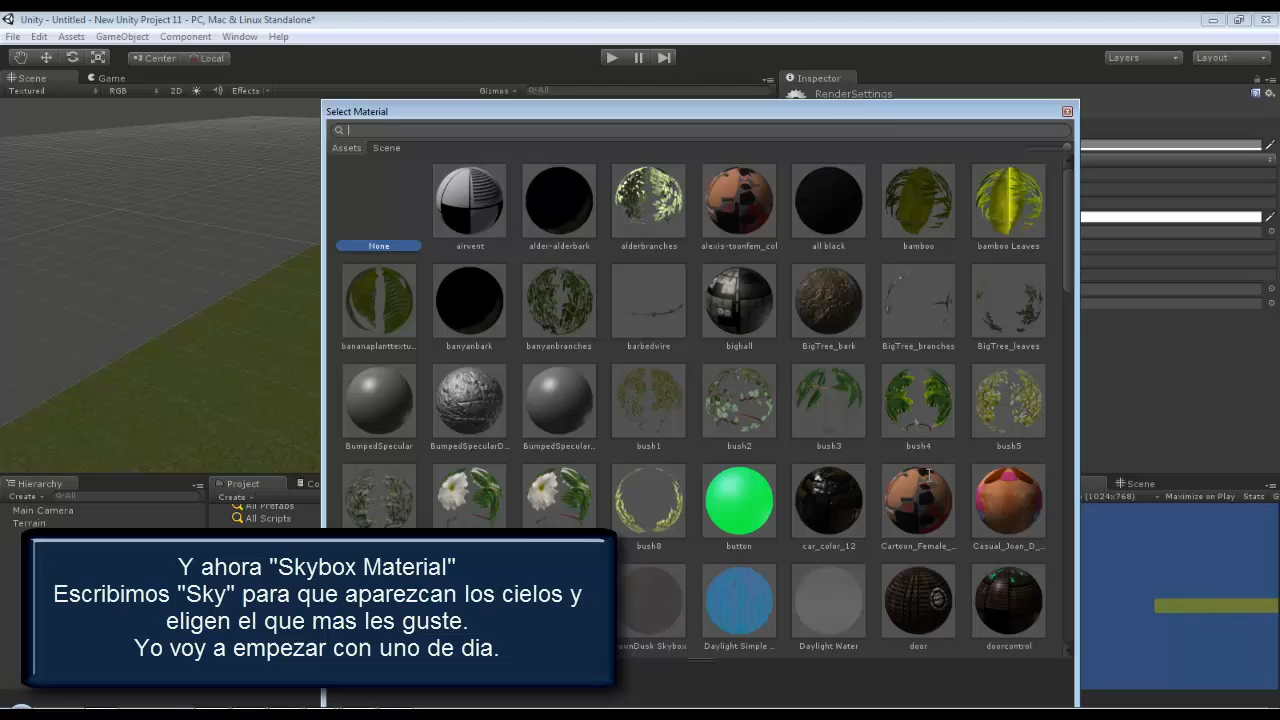 Unity - Untitled - New Unity Project 11 - PC, Mac & Linux Standalone*
File Edit Assets GameObject Component Window Help
Center Local Layers Layout
Scene Game Inspector
Textured RGB 2D Effects Gizmos All RenderSettings
Select Material
Assets Scene
None airvent alder-alderbark alderbranches alexis-toonfem_col all black bamboo bamboo Leaves
bananaplanttextu... banyanbark banyanbranches barbedvire bighall BigTree_bark BigTree_branches BigTree_leaves
BumpedSpecular BumpedSpecularD... BumpedSpecular... bush1 bush2 bush3 bush4 bush5
Hierarchy Project Scene
Create All Create (1024x768) Maximize on Play Stats
Main Camera All Prefabs
Terrain All Scripts
bush8 button car_color_12 Cartoon_Female_... Casual_Joan_D_...
Skybox Daylight Simple ... Daylight Water door doorcontrol
Y ahora "Skybox Material"
Escribimos "Sky" para que aparezcan los cielos y
eligen el que mas les guste.
Yo voy a empezar con uno de dia.